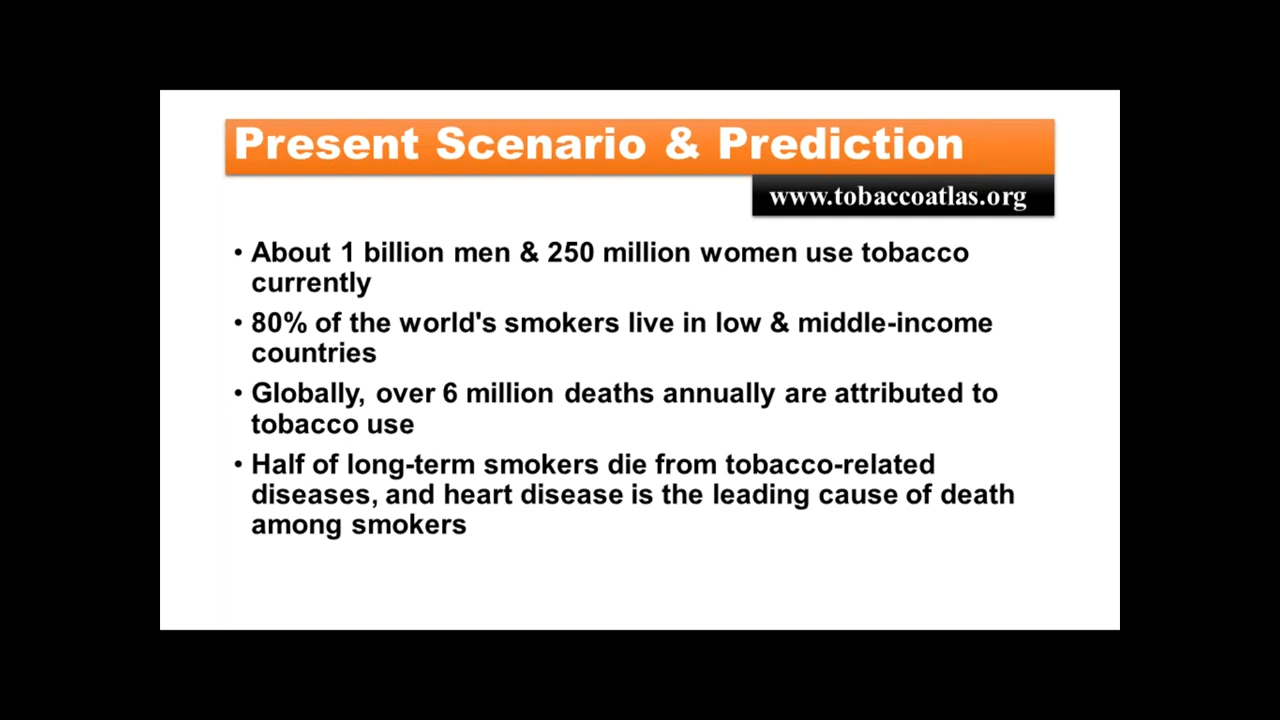 Present Scenario & Prediction
www.tobaccoatlas.org
• About 1 billion men & 250 million women use tobacco
currently
• 80% of the world's smokers live in low & middle-income
countries
• Globally, over 6 million deaths annually are attributed to
tobacco use
• Half of long-term smokers die from tobacco-related
diseases, and heart disease is the leading cause of death
among smokers